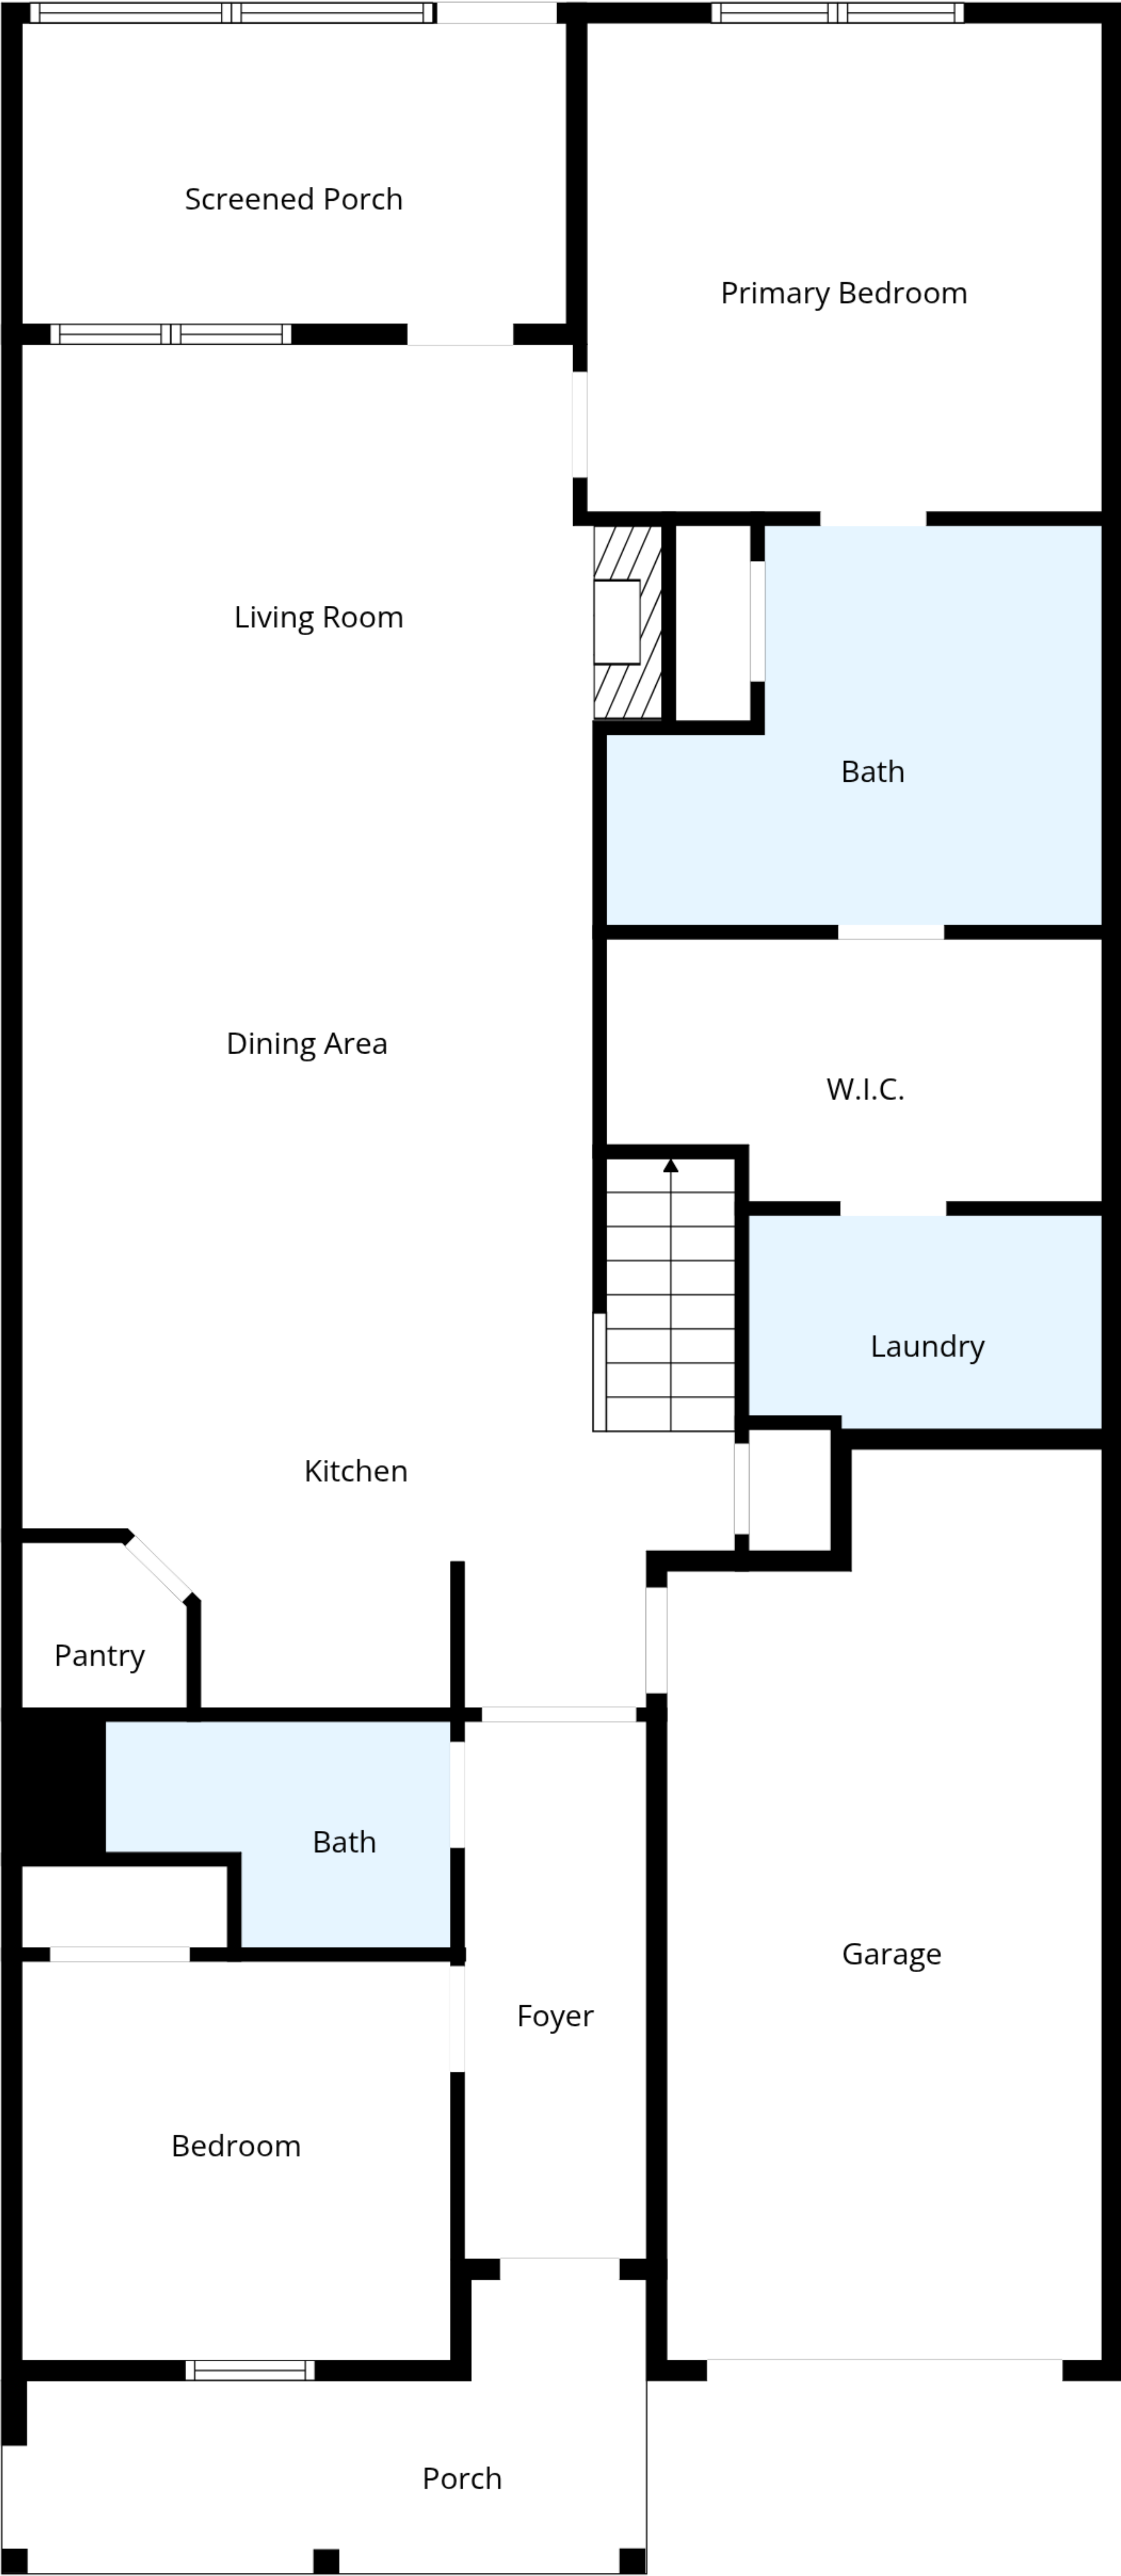 Screened Porch
Primary Bedroom
Living Room
Bath
Dining Area
W.I.C.
Laundry
Kitchen
Pantry
Bath
Garage
Foyer
Bedroom
Porch